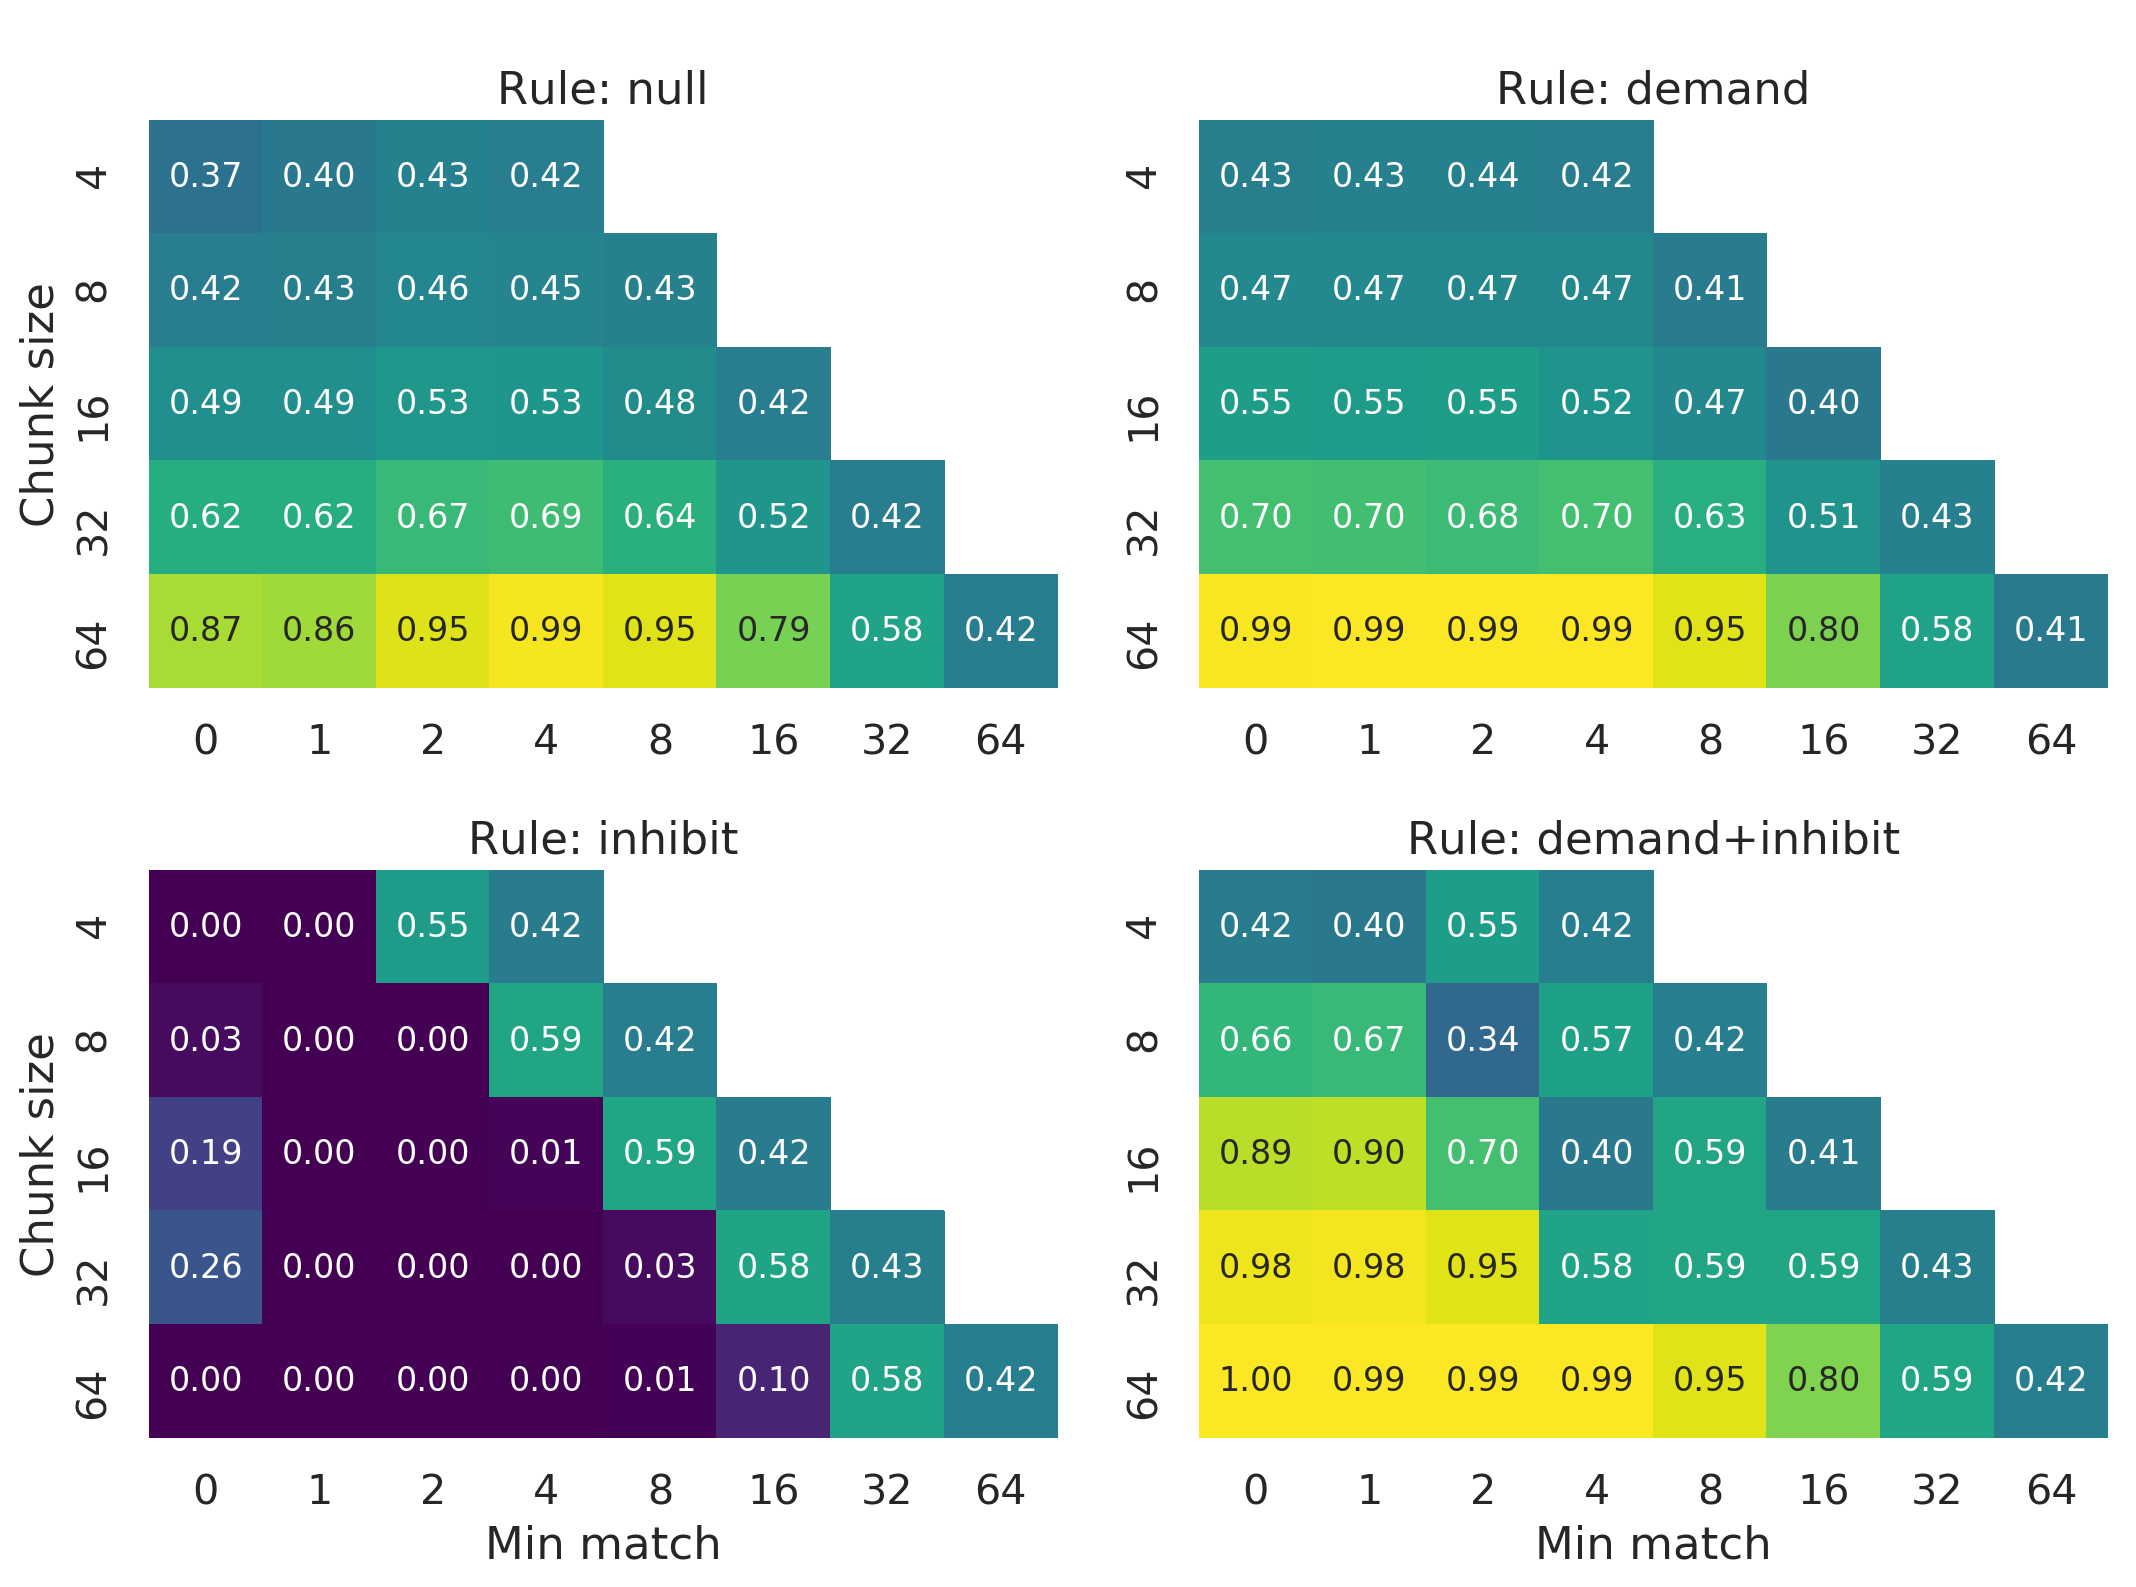 Rule: null
Chunk size
4 0.37 0.40 0.43 0.42
8 0.42 0.43 0.46 0.45 0.43
16 0.49 0.49 0.53 0.53 0.48 0.42
32 0.62 0.62 0.67 0.69 0.64 0.52 0.42
64 0.87 0.86 0.95 0.99 0.95 0.79 0.58 0.42
0 1 2 4 8 16 32 64
Rule: demand
4 0.43 0.43 0.44 0.42
8 0.47 0.47 0.47 0.47 0.41
16 0.55 0.55 0.55 0.52 0.47 0.40
32 0.70 0.70 0.68 0.70 0.63 0.51 0.43
64 0.99 0.99 0.99 0.99 0.95 0.80 0.58 0.41
0 1 2 4 8 16 32 64
Rule: inhibit
Chunk size
4 0.00 0.00 0.55 0.42
8 0.03 0.00 0.00 0.59 0.42
16 0.19 0.00 0.00 0.01 0.59 0.42
32 0.26 0.00 0.00 0.00 0.03 0.58 0.43
64 0.00 0.00 0.00 0.00 0.01 0.10 0.58 0.42
0 1 2 4 8 16 32 64
Min match
Rule: demand+inhibit
4 0.42 0.40 0.55 0.42
8 0.66 0.67 0.34 0.57 0.42
16 0.89 0.90 0.70 0.40 0.59 0.41
32 0.98 0.98 0.95 0.58 0.59 0.59 0.43
64 1.00 0.99 0.99 0.99 0.95 0.80 0.59 0.42
0 1 2 4 8 16 32 64
Min match